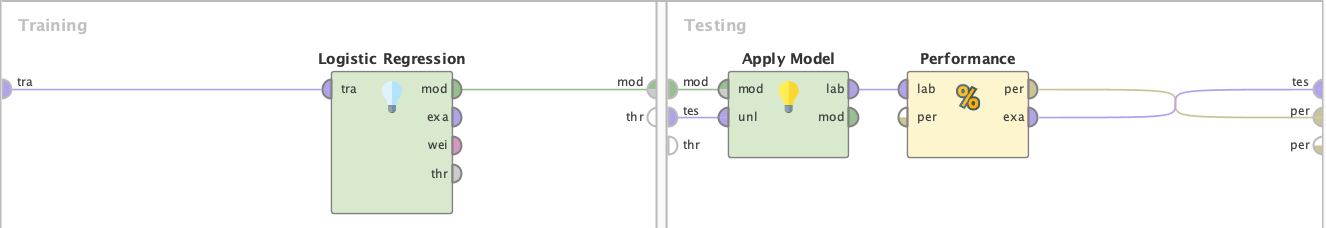 Training
Testing
Logistic Regression
Apply Model
Performance
tra
tra
mod
mod
mod
mod
lab
lab
per
tes
exa
thr
tes
unl
mod
per
exa
per
wei
thr
per
thr